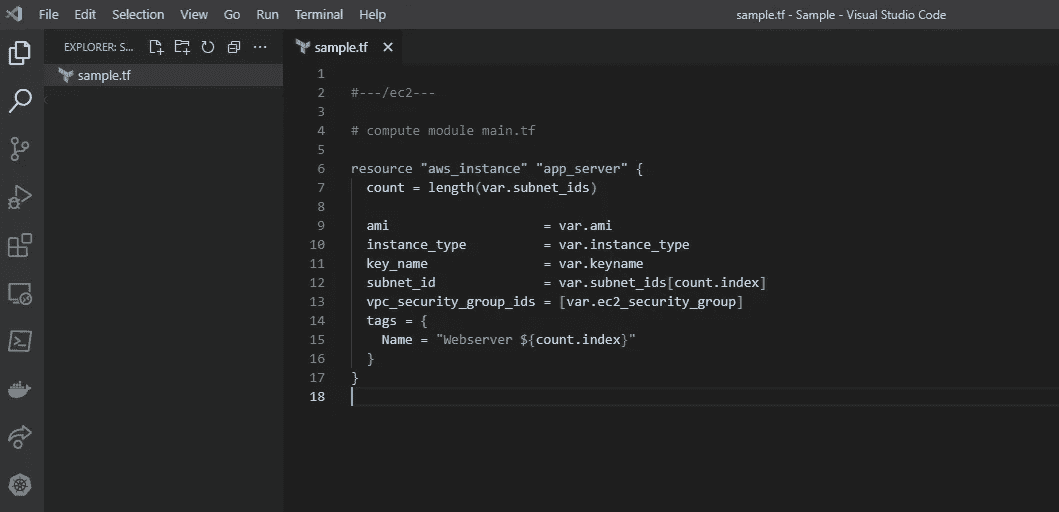 File Edit Selection View Go Run Terminal Help
sample.tf - Sample - Visual Studio Code
EXPLORER: S...
sample.tf
sample.tf
1
2 #---/ec2---
3
4 # compute module main.tf
5
6 resource "aws_instance" "app_server" {
7 count = length(var.subnet_ids)
8
9 ami = var.ami
10 instance_type = var.instance_type
11 key_name = var.keyname
12 subnet_id = var.subnet_ids[count.index]
13 vpc_security_group_ids = [var.ec2_security_group]
14 tags = {
15 Name = "Webserver ${count.index}"
16 }
17 }
18